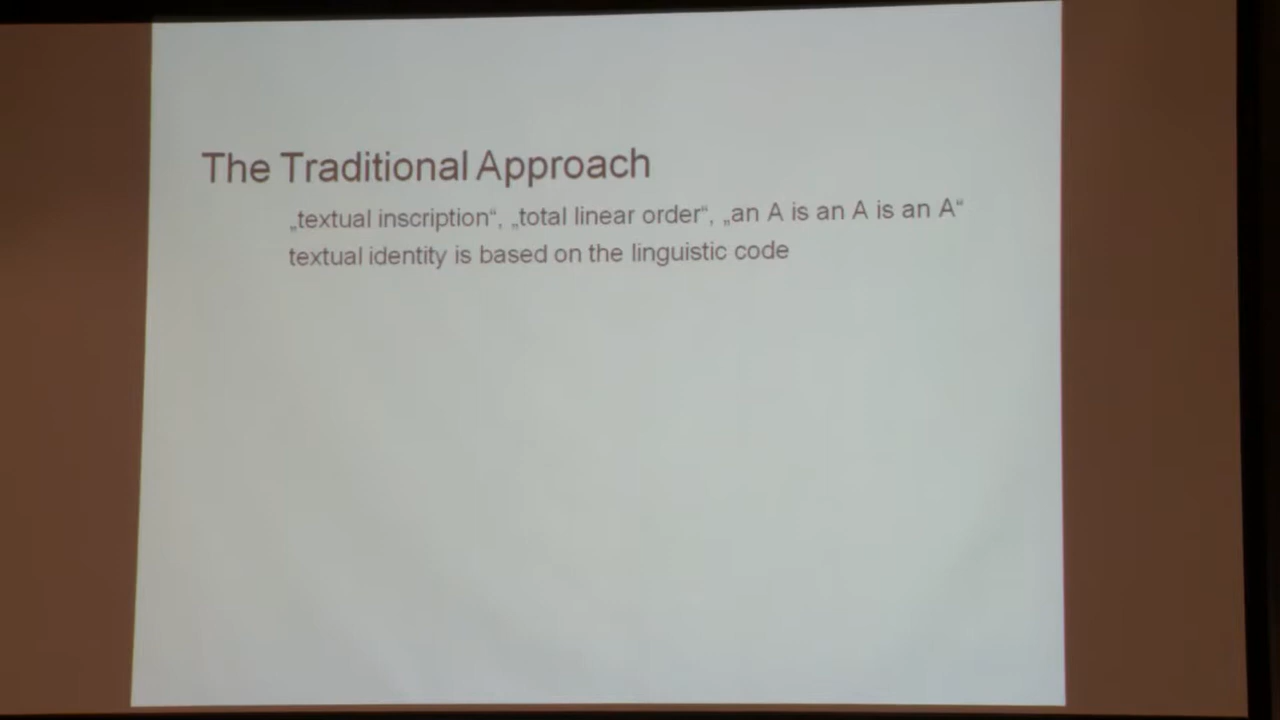 The Traditional Approach
„textual inscription“, „total linear order“, „an A is an A is an A“
textual identity is based on the linguistic code